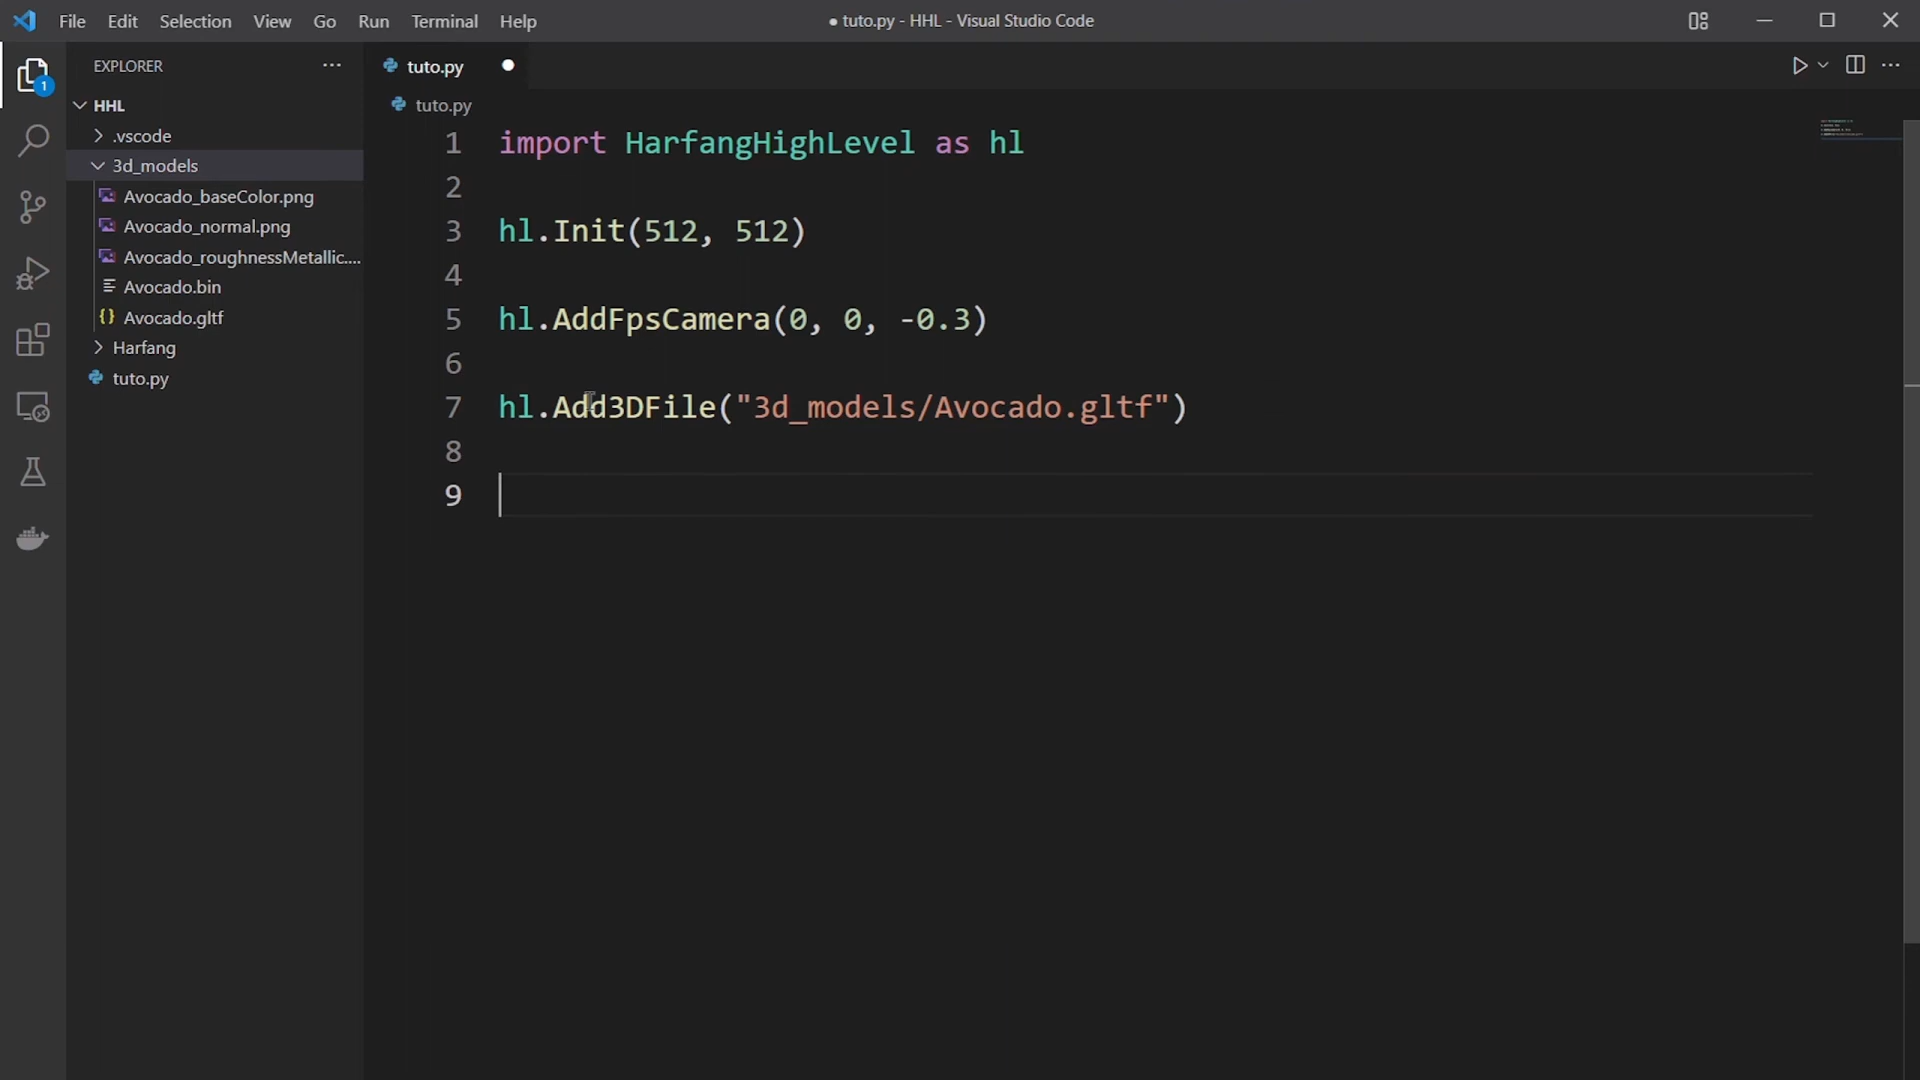 File Edit Selection View Go Run Terminal Help
● tuto.py - HHL - Visual Studio Code
EXPLORER
1
HHL
.vscode
3d_models
Avocado_baseColor.png
Avocado_normal.png
Avocado_roughnessMetallic....
Avocado.bin
Avocado.gltf
Harfang
tuto.py
tuto.py
tuto.py
1 import HarfangHighLevel as hl
2
3 hl.Init(512, 512)
4
5 hl.AddFpsCamera(0, 0, -0.3)
6
7 hl.Add3DFile("3d_models/Avocado.gltf")
8
9